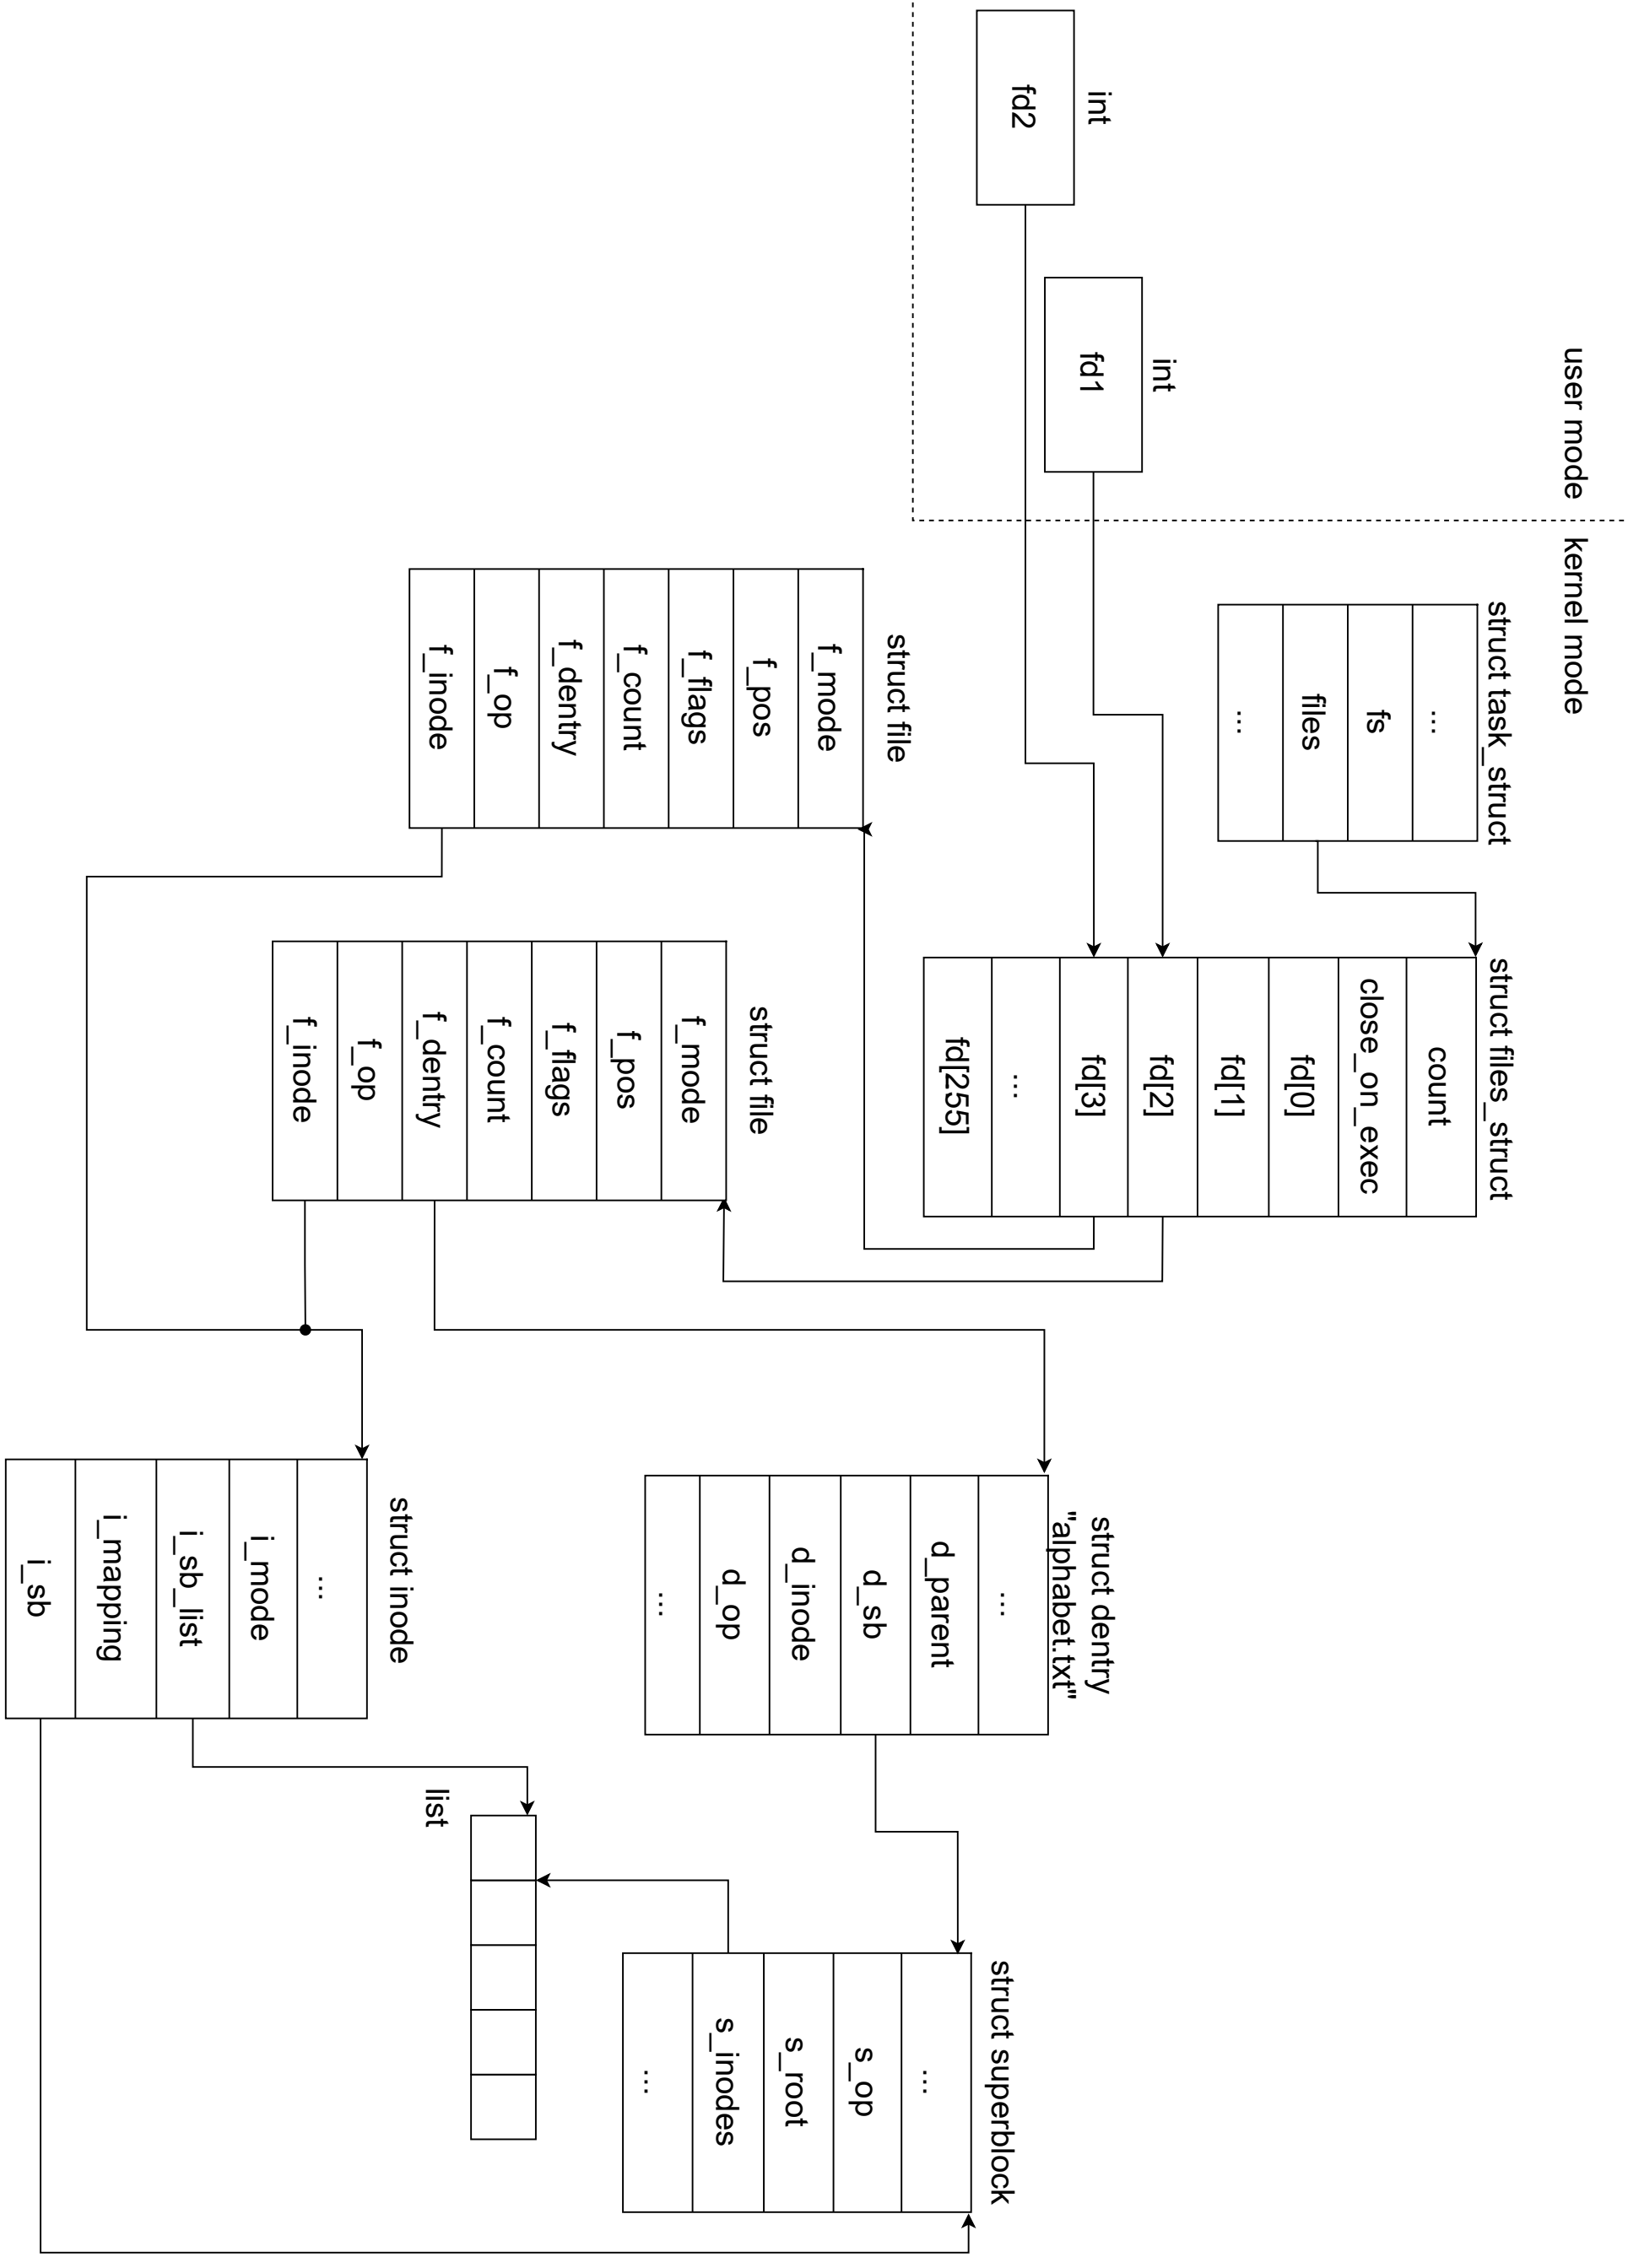 user mode
kernel mode
struct task_struct
...
fs
files
...
struct files_struct
count
close_on_exec
fd[0]
fd[1]
fd[2]
fd[3]
...
fd[255]
int
fd1
int
fd2
struct file
f_mode
f_pos
f_flags
f_count
f_dentry
f_op
f_inode
struct file
f_mode
f_pos
f_flags
f_count
f_dentry
f_op
f_inode
struct dentry
"alphabet.txt"
...
d_parent
d_sb
d_inode
d_op
...
struct superblock
...
s_op
s_root
s_inodes
...
list
struct inode
...
i_mode
i_sb_list
i_mapping
i_sb